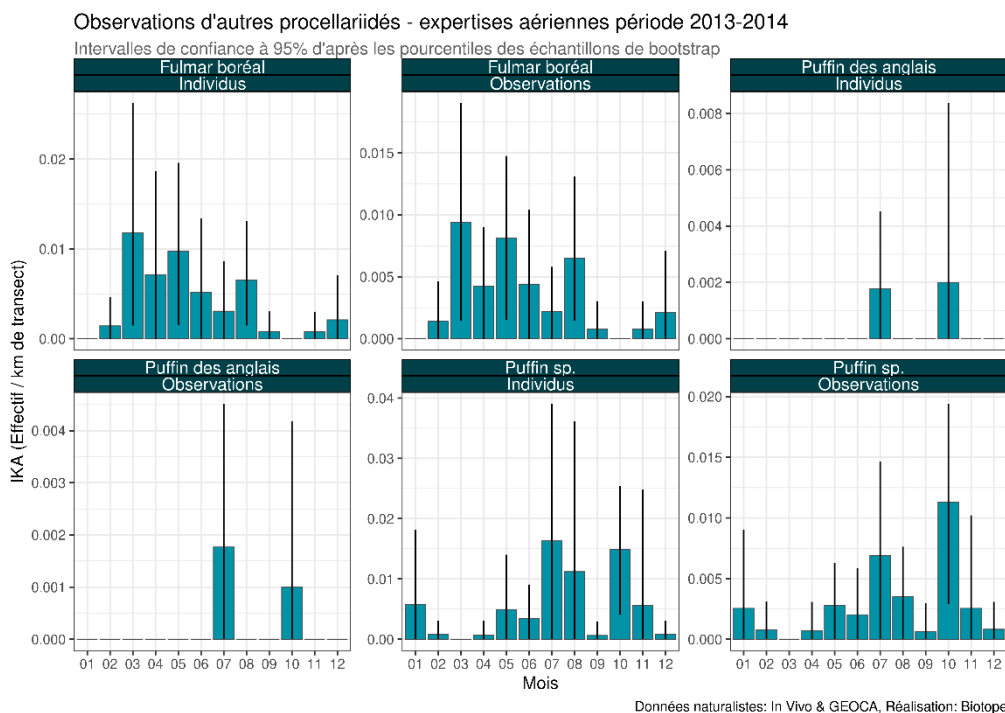 Observations d'autres procellariidés - expertises aériennes période 2013-2014
Intervalles de confiance à 95% d'après les pourcentiles des échantillons de bootstrap
Fulmar boréal
Individus
0.02
0.01
0.00
Fulmar boréal
Observations
0.015
0.010
0.005
0.000
Puffin des anglais
Individus
0.008
0.006
0.004
0.002
0.000
IKA (Effectif / km de transect)
Puffin des anglais
Observations
0.004
0.003
0.002
0.001
0.000
01 02 03 04 05 06 07 08 09 10 11 12
Puffin sp.
Individus
0.04
0.03
0.02
0.01
0.00
01 02 03 04 05 06 07 08 09 10 11 12
Puffin sp.
Observations
0.020
0.015
0.010
0.005
0.000
01 02 03 04 05 06 07 08 09 10 11 12
Mois
Données naturalistes: In Vivo & GEOCA, Réalisation: Biotope